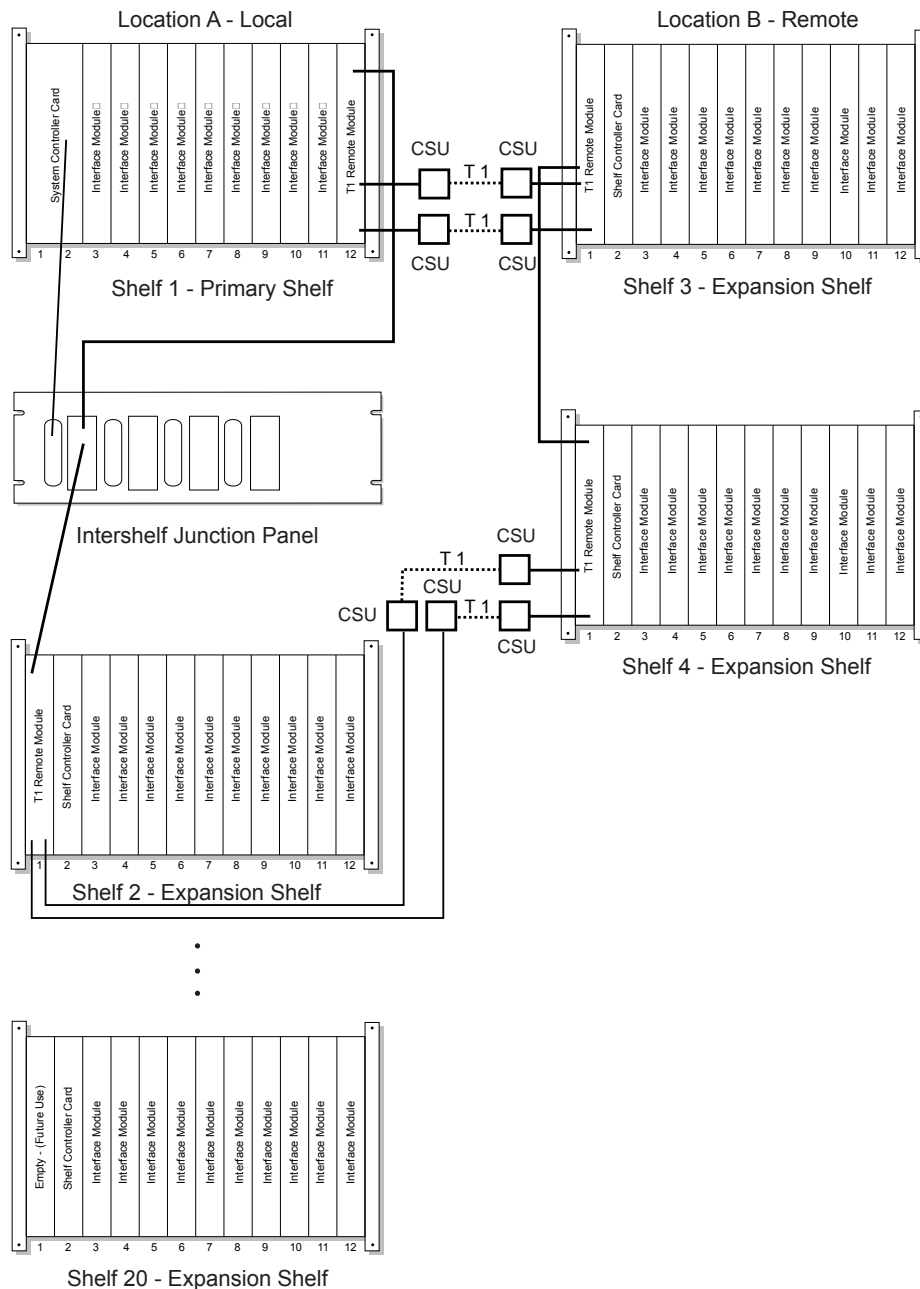 Location A - Local
System Controller Card
Interface Module□
Interface Module□
Interface Module□
Interface Module□
Interface Module□
Interface Module□
Interface Module□
Interface Module□
Interface Module□
T1 Remote Module
1 2 3 4 5 6 7 8 9 10 11 12
Shelf 1 - Primary Shelf
CSU
CSU
T 1
T 1
CSU
CSU
Location B - Remote
T1 Remote Module
Shelf Controller Card
Interface Module
Interface Module
Interface Module
Interface Module
Interface Module
Interface Module
Interface Module
Interface Module
Interface Module
Interface Module
1 2 3 4 5 6 7 8 9 10 11 12
Shelf 3 - Expansion Shelf
Intershelf Junction Panel
T1 Remote Module
Shelf Controller Card
Interface Module
Interface Module
Interface Module
Interface Module
Interface Module
Interface Module
Interface Module
Interface Module
Interface Module
Interface Module
1 2 3 4 5 6 7 8 9 10 11 12
Shelf 4 - Expansion Shelf
CSU
T 1
CSU
CSU
T 1
CSU
T1 Remote Module
Shelf Controller Card
Interface Module
Interface Module
Interface Module
Interface Module
Interface Module
Interface Module
Interface Module
Interface Module
Interface Module
Interface Module
1 2 3 4 5 6 7 8 9 10 11 12
Shelf 2 - Expansion Shelf
Empty - (Future Use)
Shelf Controller Card
Interface Module
Interface Module
Interface Module
Interface Module
Interface Module
Interface Module
Interface Module
Interface Module
Interface Module
Interface Module
1 2 3 4 5 6 7 8 9 10 11 12
Shelf 20 - Expansion Shelf